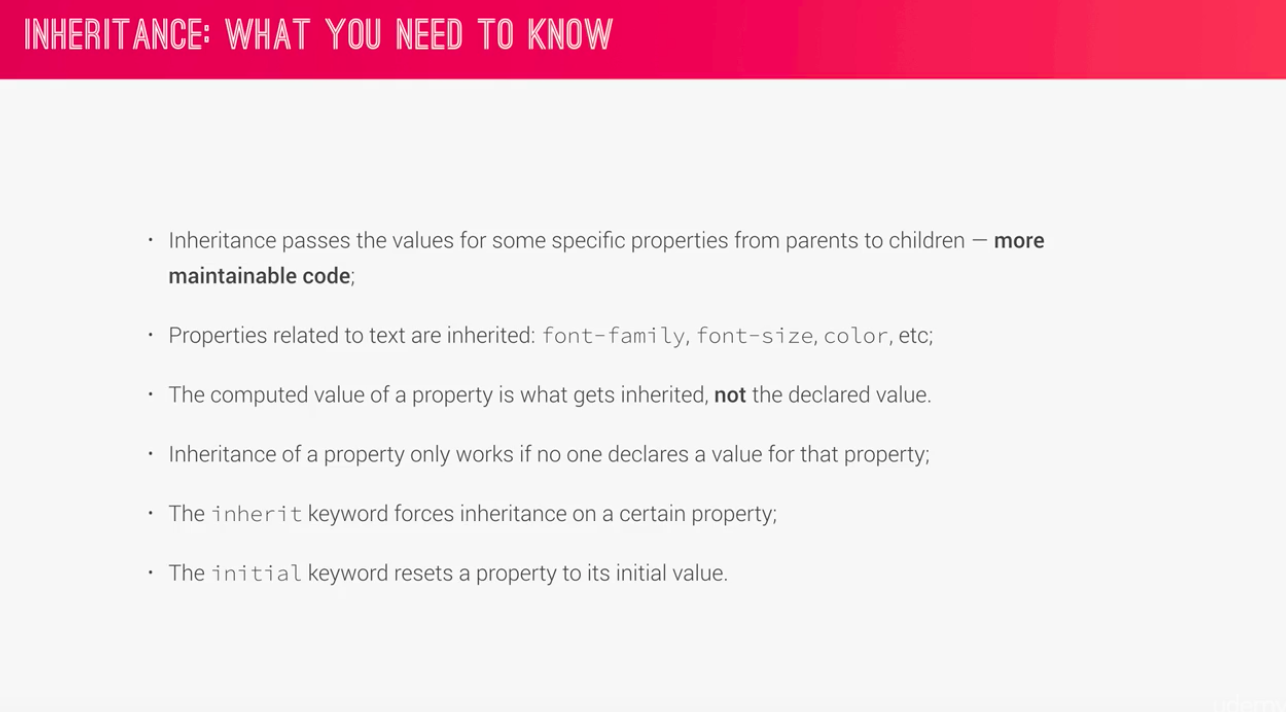 INHERITANCE: WHAT YOU NEED TO KNOW
· Inheritance passes the values for some specific properties from parents to children — more
maintainable code;
· Properties related to text are inherited: font-family, font-size, color, etc;
· The computed value of a property is what gets inherited, not the declared value.
· Inheritance of a property only works if no one declares a value for that property;
· The inherit keyword forces inheritance on a certain property;
· The initial keyword resets a property to its initial value.